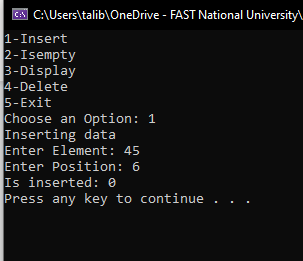 C:\Users\talib\OneDrive - FAST National University\
1-Insert
2-Isempty
3-Display
4-Delete
5-Exit
Choose an Option: 1
Inserting data
Enter Element: 45
Enter Position: 6
Is inserted: 0
Press any key to continue . . .